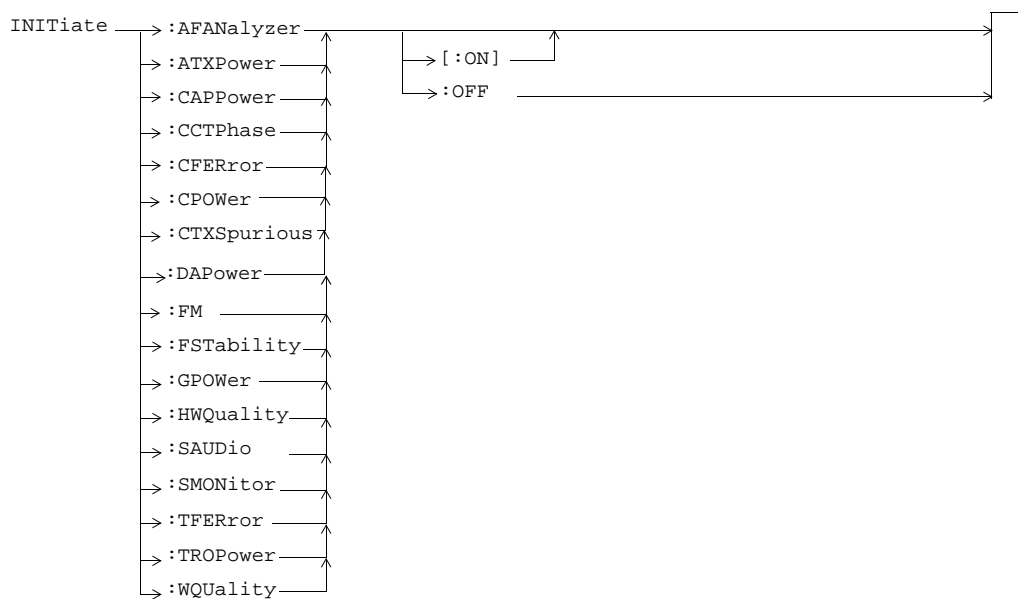 INITiate :AFANalyzer
[:ON]
:ATXPower
:OFF
:CAPPower
:CCTPhase
:CFERror
:CPOWer
:CTXSpurious
:DAPower
:FM
:FSTability
:GPOWer
:HWQuality
:SAUDio
:SMONitor
:TFERror
:TROPower
:WQUality